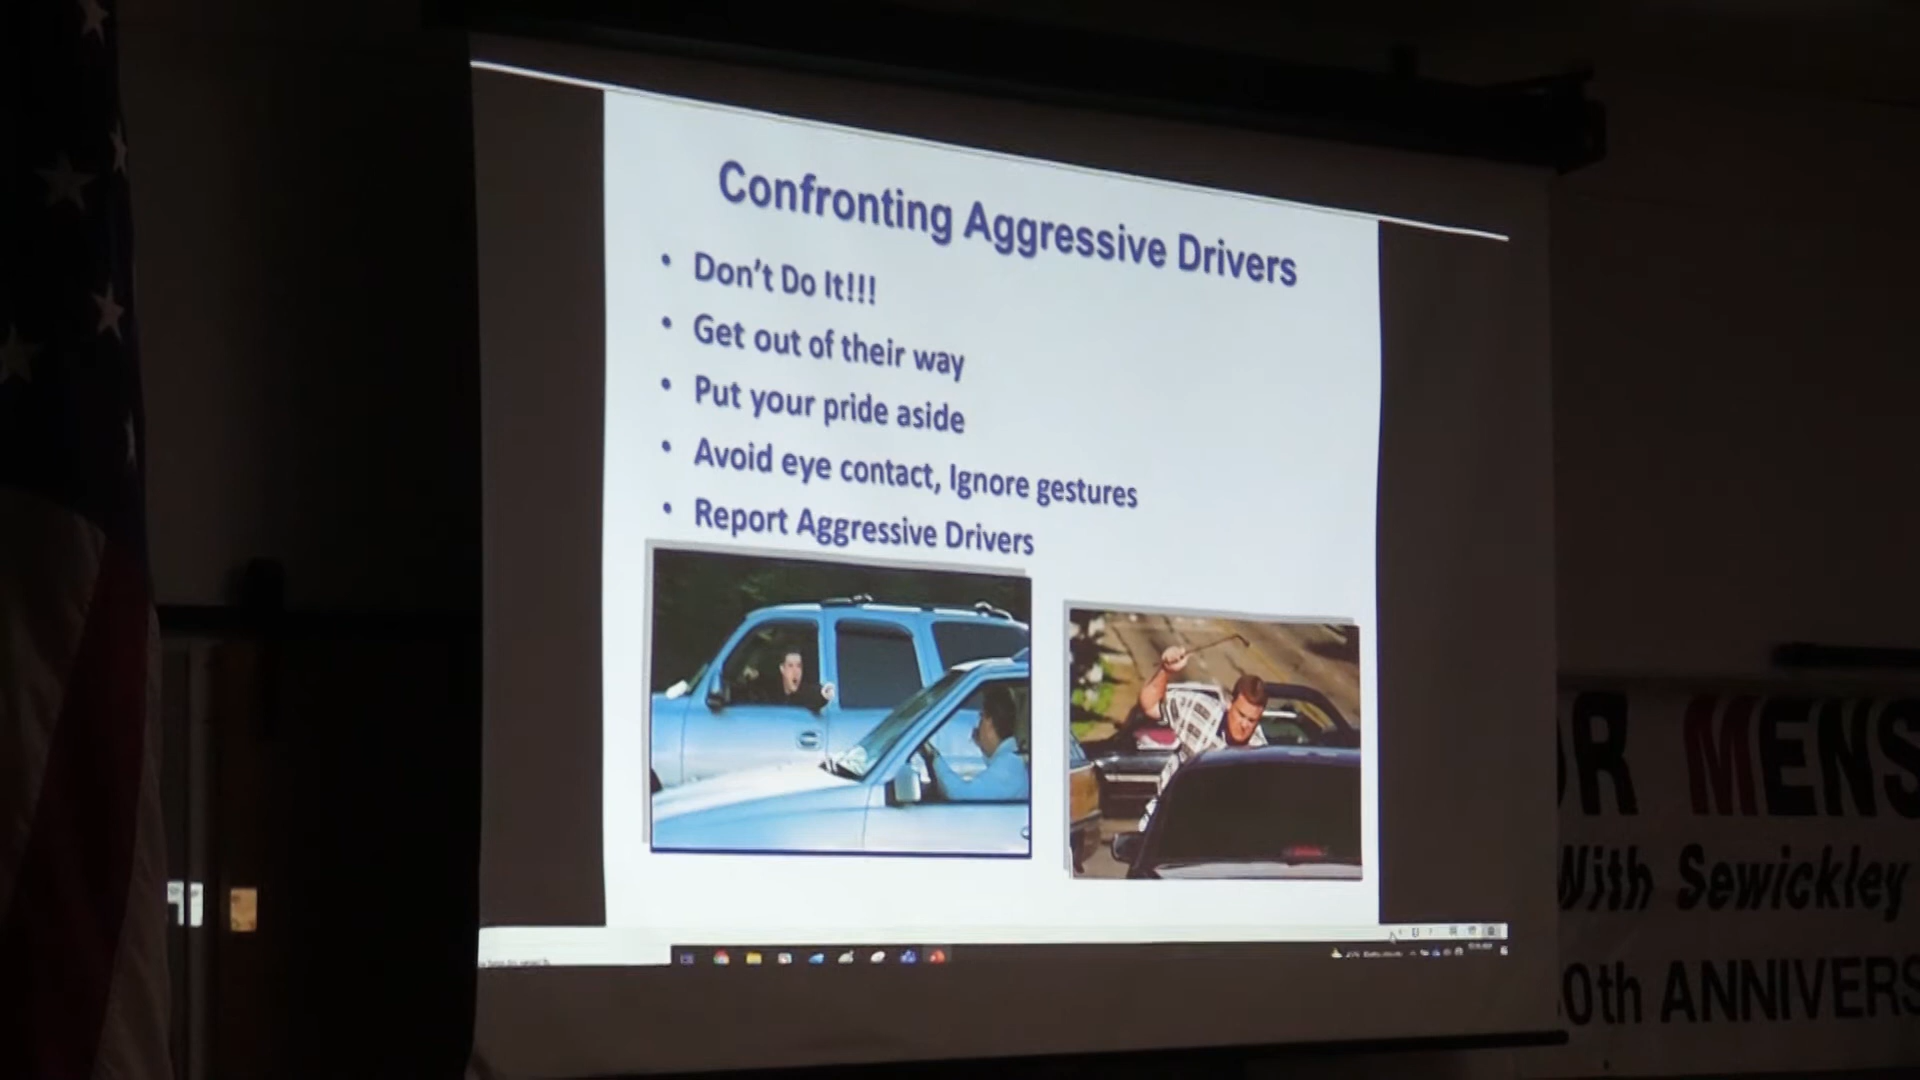 Confronting Aggressive Drivers
• Don't Do It!!!
• Get out of their way
• Put your pride aside
• Avoid eye contact, Ignore gestures
• Report Aggressive Drivers
OR MENS
With Sewickley
0th ANNIVERS